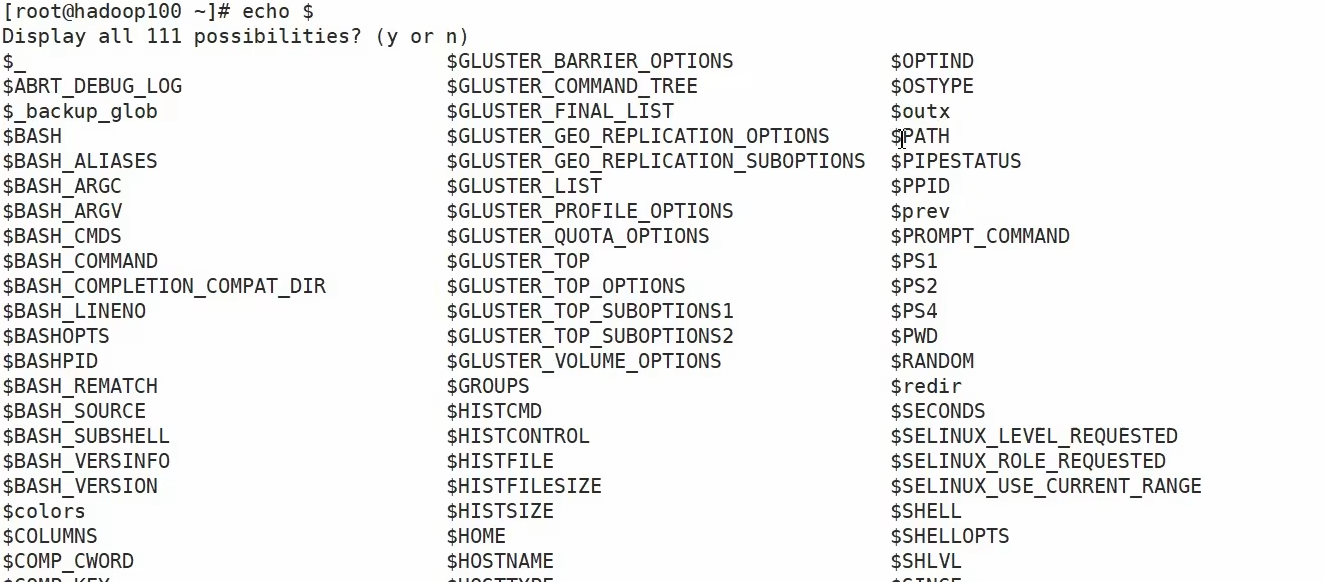 [root@hadoop100 ~]# echo $
Display all 111 possibilities? (y or n)
$_ $GLUSTER_BARRIER_OPTIONS $OPTIND
$ABRT_DEBUG_LOG $GLUSTER_COMMAND_TREE $OSTYPE
$_backup_glob $GLUSTER_FINAL_LIST $outx
$BASH $GLUSTER_GEO_REPLICATION_OPTIONS $PATH
$BASH_ALIASES $GLUSTER_GEO_REPLICATION_SUBOPTIONS $PIPESTATUS
$BASH_ARGC $GLUSTER_LIST $PPID
$BASH_ARGV $GLUSTER_PROFILE_OPTIONS $prev
$BASH_CMDS $GLUSTER_QUOTA_OPTIONS $PROMPT_COMMAND
$BASH_COMMAND $GLUSTER_TOP $PS1
$BASH_COMPLETION_COMPAT_DIR $GLUSTER_TOP_OPTIONS $PS2
$BASH_LINENO $GLUSTER_TOP_SUBOPTIONS1 $PS4
$BASHOPTS $GLUSTER_TOP_SUBOPTIONS2 $PWD
$BASHPID $GLUSTER_VOLUME_OPTIONS $RANDOM
$BASH_REMATCH $GROUPS $redir
$BASH_SOURCE $HISTCMD $SECONDS
$BASH_SUBSHELL $HISTCONTROL $SELINUX_LEVEL_REQUESTED
$BASH_VERSINFO $HISTFILE $SELINUX_ROLE_REQUESTED
$BASH_VERSION $HISTFILESIZE $SELINUX_USE_CURRENT_RANGE
$colors $HISTSIZE $SHELL
$COLUMNS $HOME $SHELLOPTS
$COMP_CWORD $HOSTNAME $SHLVL